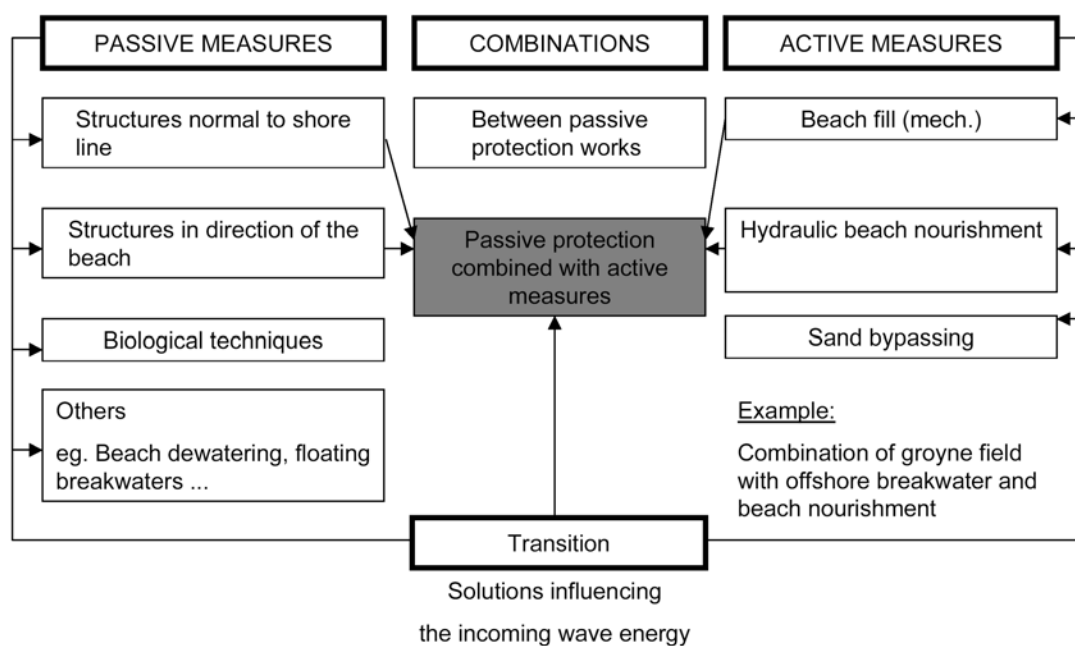 PASSIVE MEASURES
COMBINATIONS
ACTIVE MEASURES
Structures normal to shore
line
Between passive
protection works
Beach fill (mech.)
Structures in direction of the
beach
Passive protection
combined with active
measures
Hydraulic beach nourishment
Biological techniques
Sand bypassing
Others
eg. Beach dewatering, floating
breakwaters ...
Example:
Combination of groyne field
with offshore breakwater and
beach nourishment
Transition
Solutions influencing
the incoming wave energy